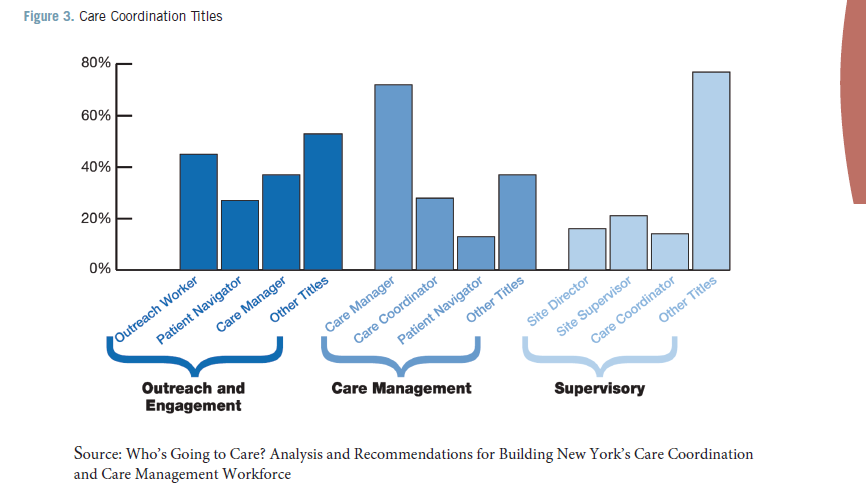 Figure 3. Care Coordination Titles
80%
60%
40%
20%
0%
Outreach Worker
Patient Navigator
Care Manager
Other Titles
Care Manager
Care Coordinator
Patient Navigator
Other Titles
Site Director
Site Supervisor
Care Coordinator
Other Titles
Outreach and
Engagement
Care Management
Supervisory
Source: Who’s Going to Care? Analysis and Recommendations for Building New York’s Care Coordination
and Care Management Workforce